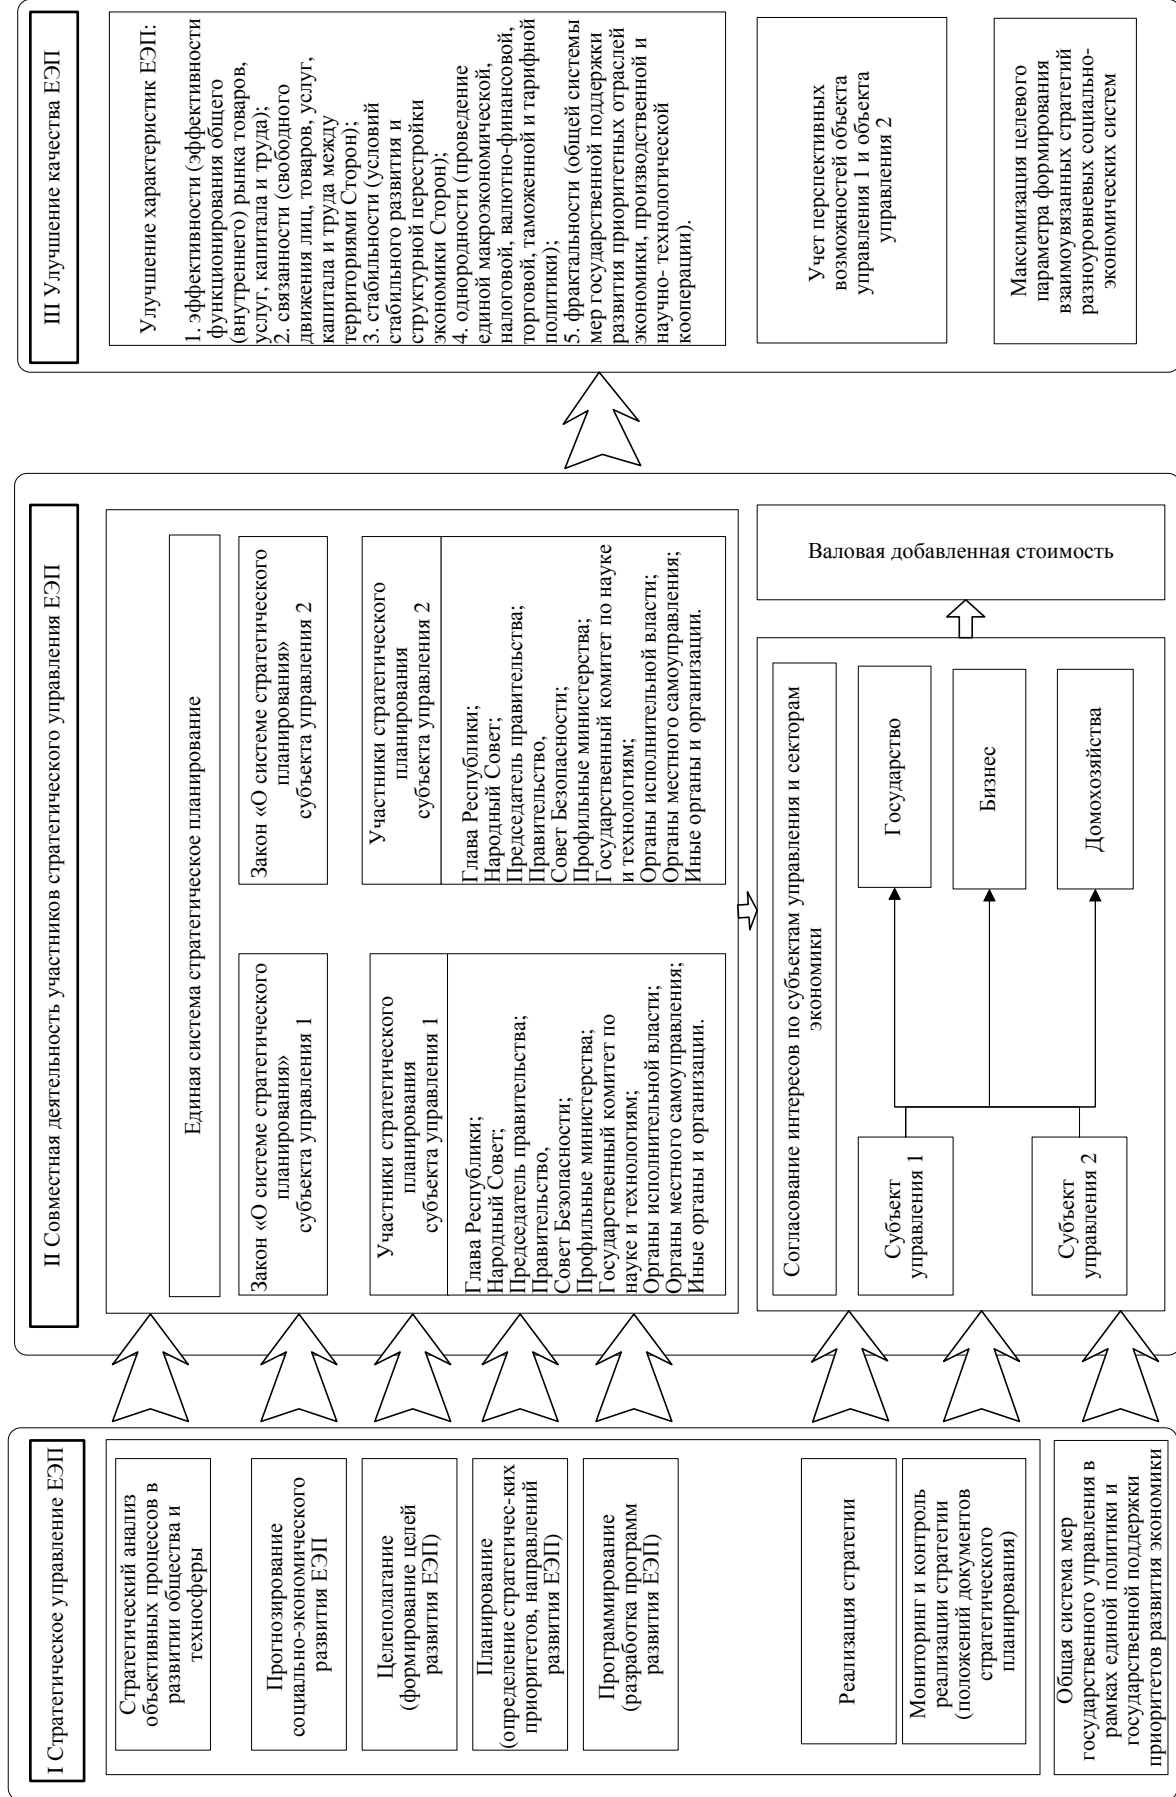 I Стратегическое управление ЕЭП
Стратегический анализ
объективных процессов в
развитии общества и
техносферы
Прогнозирование
социально-экономического
развития ЕЭП
Целеполагание
(формирование целей
развития ЕЭП)
Планирование
(определение стратегичес-ких
приоритетов, направлений
развития ЕЭП)
Программирование
(разработка программ
развития ЕЭП)
Реализация стратегии
Мониторинг и контроль
реализации стратегии
(положений документов
стратегического
планирования)
Общая система мер
государственного управления в
рамках единой политики и
государственной поддержки
приоритетов развития экономики
II Совместная деятельность участников стратегического управления ЕЭП
Единая система стратегическое планирование
Закон «О системе стратегического
планирования»
субъекта управления 1
Закон «О системе стратегического
планирования»
субъекта управления 2
Участники стратегического
планирования
субъекта управления 1
Глава Республики;
Народный Совет;
Председатель правительства;
Правительство,
Совет Безопасности;
Профильные министерства;
Государственный комитет по
науке и технологиям;
Органы исполнительной власти;
Органы местного самоуправления;
Иные органы и организации.
Участники стратегического
планирования
субъекта управления 2
Глава Республики;
Народный Совет;
Председатель правительства;
Правительство,
Совет Безопасности;
Профильные министерства;
Государственный комитет по науке
и технологиям;
Органы исполнительной власти;
Органы местного самоуправления;
Иные органы и организации.
Согласование интересов по субъектам управления и секторам
экономики
Субъект
управления 1
Субъект
управления 2
Государство
Бизнес
Домохозяйства
Валовая добавленная стоимость
III Улучшение качества ЕЭП
Улучшение характеристик ЕЭП:
1. эффективности (эффективности
функционирования общего
(внутреннего) рынка товаров,
услуг, капитала и труда);
2. связанности (свободного
движения лиц, товаров, услуг,
капитала и труда между
территориями Сторон);
3. стабильности (условий
стабильного развития и
структурной перестройки
экономики Сторон);
4. однородности (проведение
единой макроэкономической,
налоговой, валютно-финансовой,
торговой, таможенной и тарифной
политики);
5. фрактальности (общей системы
мер государственной поддержки
развития приоритетных отраслей
экономики, производственной и
научно- технологической
кооперации).
Учет перспективных
возможностей объекта
управления 1 и объекта
управления 2
Максимизация целевого
параметра формирования
взаимоувязанных стратегий
разноуровневых социально-
экономических систем